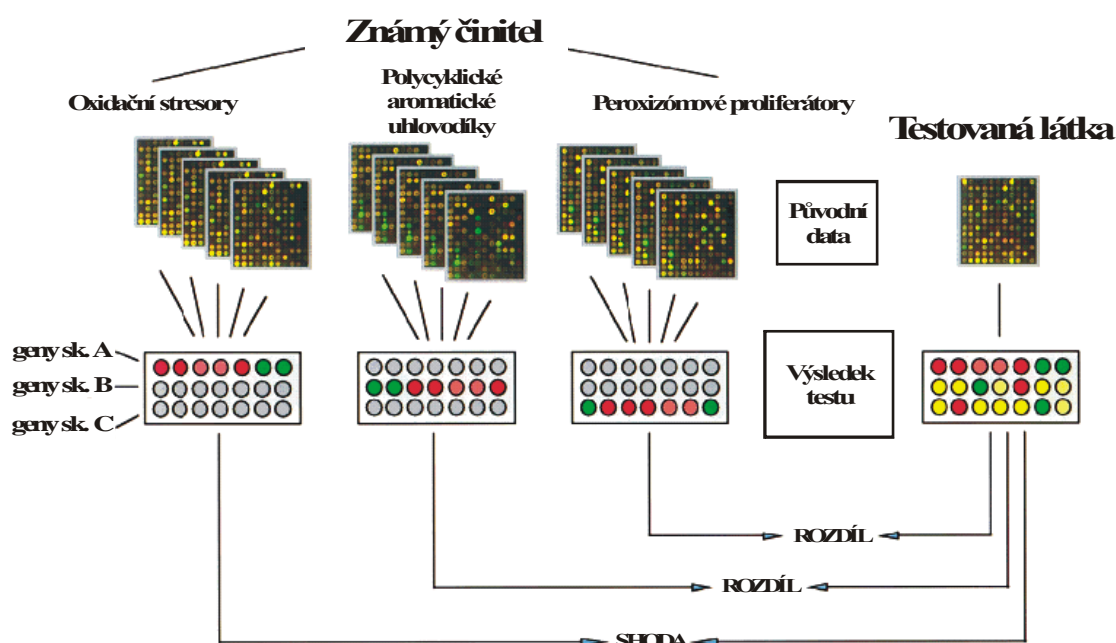 Známý činitel
Oxidační stresory
Polycyklické
aromatické
uhlovodíky
Peroxizómové proliferátory
Testovaná látka
Původní
data
geny sk. A
geny sk. B
geny sk. C
Výsledek
testu
ROZDÍL
ROZDÍL
SHODA